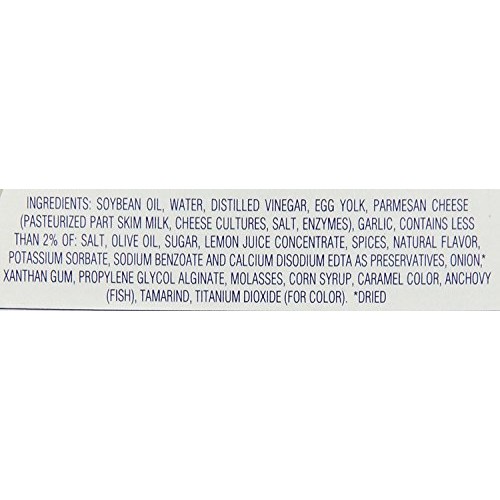 INGREDIENTS: SOYBEAN OIL, WATER, DISTILLED VINEGAR, EGG YOLK, PARMESAN CHEESE
(PASTEURIZED PART SKIM MILK, CHEESE CULTURES, SALT, ENZYMES), GARLIC, CONTAINS LESS
THAN 2% OF: SALT, OLIVE OIL, SUGAR, LEMON JUICE CONCENTRATE, SPICES, NATURAL FLAVOR,
POTASSIUM SORBATE, SODIUM BENZOATE AND CALCIUM DISODIUM EDTA AS PRESERVATIVES, ONION,*
XANTHAN GUM, PROPYLENE GLYCOL ALGINATE, MOLASSES, CORN SYRUP, CARAMEL COLOR, ANCHOVY
(FISH), TAMARIND, TITANIUM DIOXIDE (FOR COLOR). *DRIED